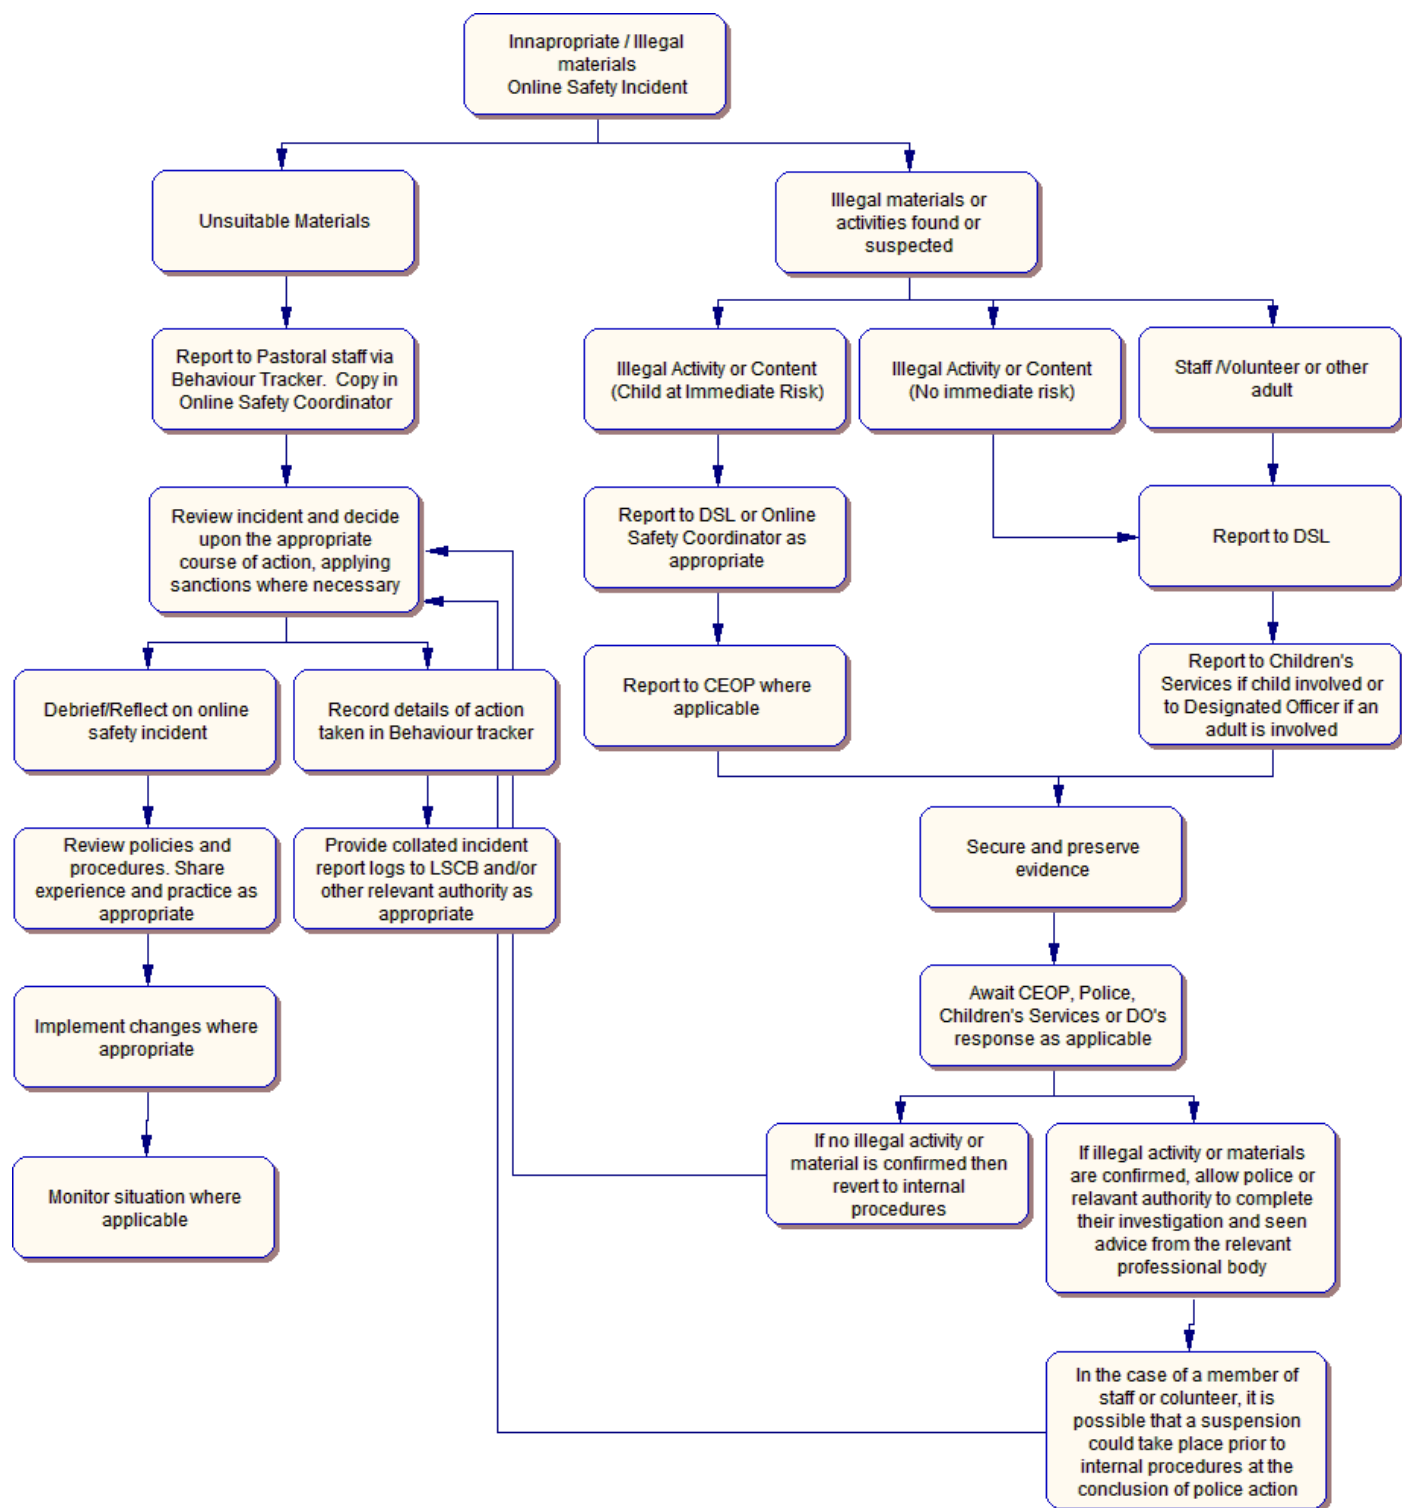 Innapropriate / Illegal
materials
Online Safety Incident
Unsuitable Materials
Illegal materials or
activities found or
suspected
Report to Pastoral staff via
Behaviour Tracker.  Copy in
Online Safety Coordinator
Illegal Activity or Content
(Child at Immediate Risk)
Illegal Activity or Content
(No immediate risk)
Staff /Volunteer or other
adult
Review incident and decide
upon the appropriate
course of action, applying
sanctions where necessary
Report to DSL or Online
Safety Coordinator as
appropriate
Report to DSL
Debrief/Reflect on online
safety incident
Record details of action
taken in Behaviour tracker
Report to CEOP where
applicable
Report to Children's
Services if child involved or
to Designated Officer if an
adult is involved
Review policies and
procedures. Share
experience and practice as
appropriate
Provide collated incident
report logs to LSCB and/or
other relevant authority as
appropriate
Secure and preserve
evidence
Implement changes where
appropriate
Await CEOP, Police,
Children's Services or DO's
response as applicable
Monitor situation where
applicable
If no illegal activity or
material is confirmed then
revert to internal
procedures
If illegal activity or materials
are confirmed, allow police or
relavant authority to complete
their investigation and seen
advice from the relevant
professional body
In the case of a member of
staff or colunteer, it is
possible that a suspension
could take place prior to
internal procedures at the
conclusion of police action